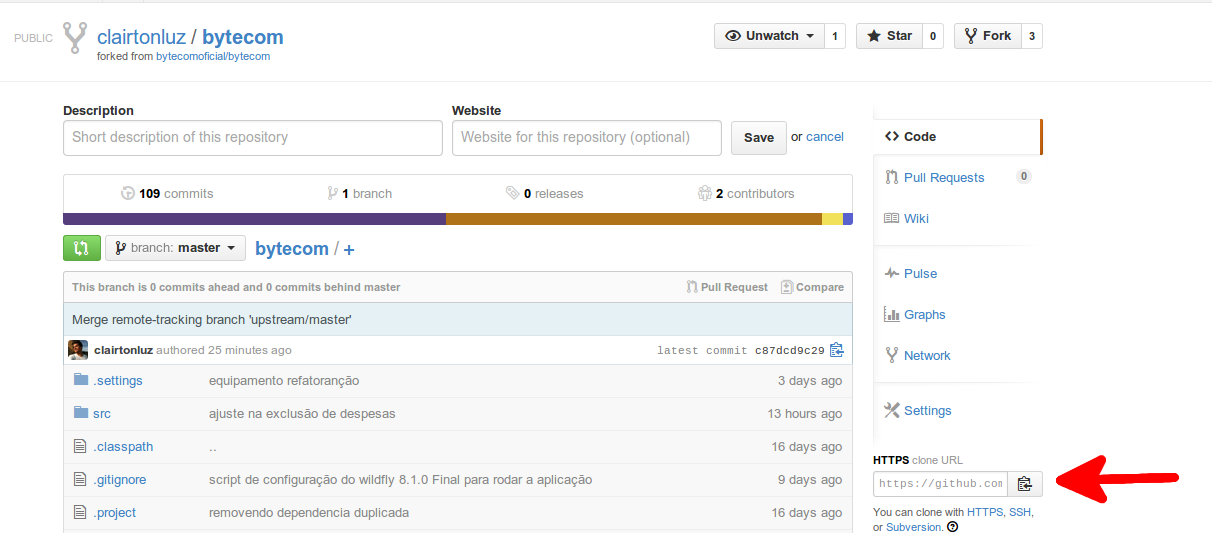 PUBLIC
clairtonluz / bytecom
forked from bytecomoficial/bytecom
Unwatch 1
Star 0
Fork 3
Description
Website
Short description of this repository
Website for this repository (optional)
Save or cancel
109 commits
1 branch
0 releases
2 contributors
branch: master
bytecom / +
This branch is 0 commits ahead and 0 commits behind master
Pull Request
Compare
Merge remote-tracking branch 'upstream/master'
clairtonluz authored 25 minutes ago
latest commit c87dcd9c29
.settings equipamento refatoranção 3 days ago
src ajuste na exclusão de despesas 13 hours ago
.classpath .. 16 days ago
.gitignore script de configuração do wildfly 8.1.0 Final para rodar a aplicação 9 days ago
.project removendo dependencia duplicada 16 days ago
Code
Pull Requests 0
Wiki
Pulse
Graphs
Network
Settings
HTTPS clone URL
https://github.com
You can clone with HTTPS, SSH,
or Subversion.